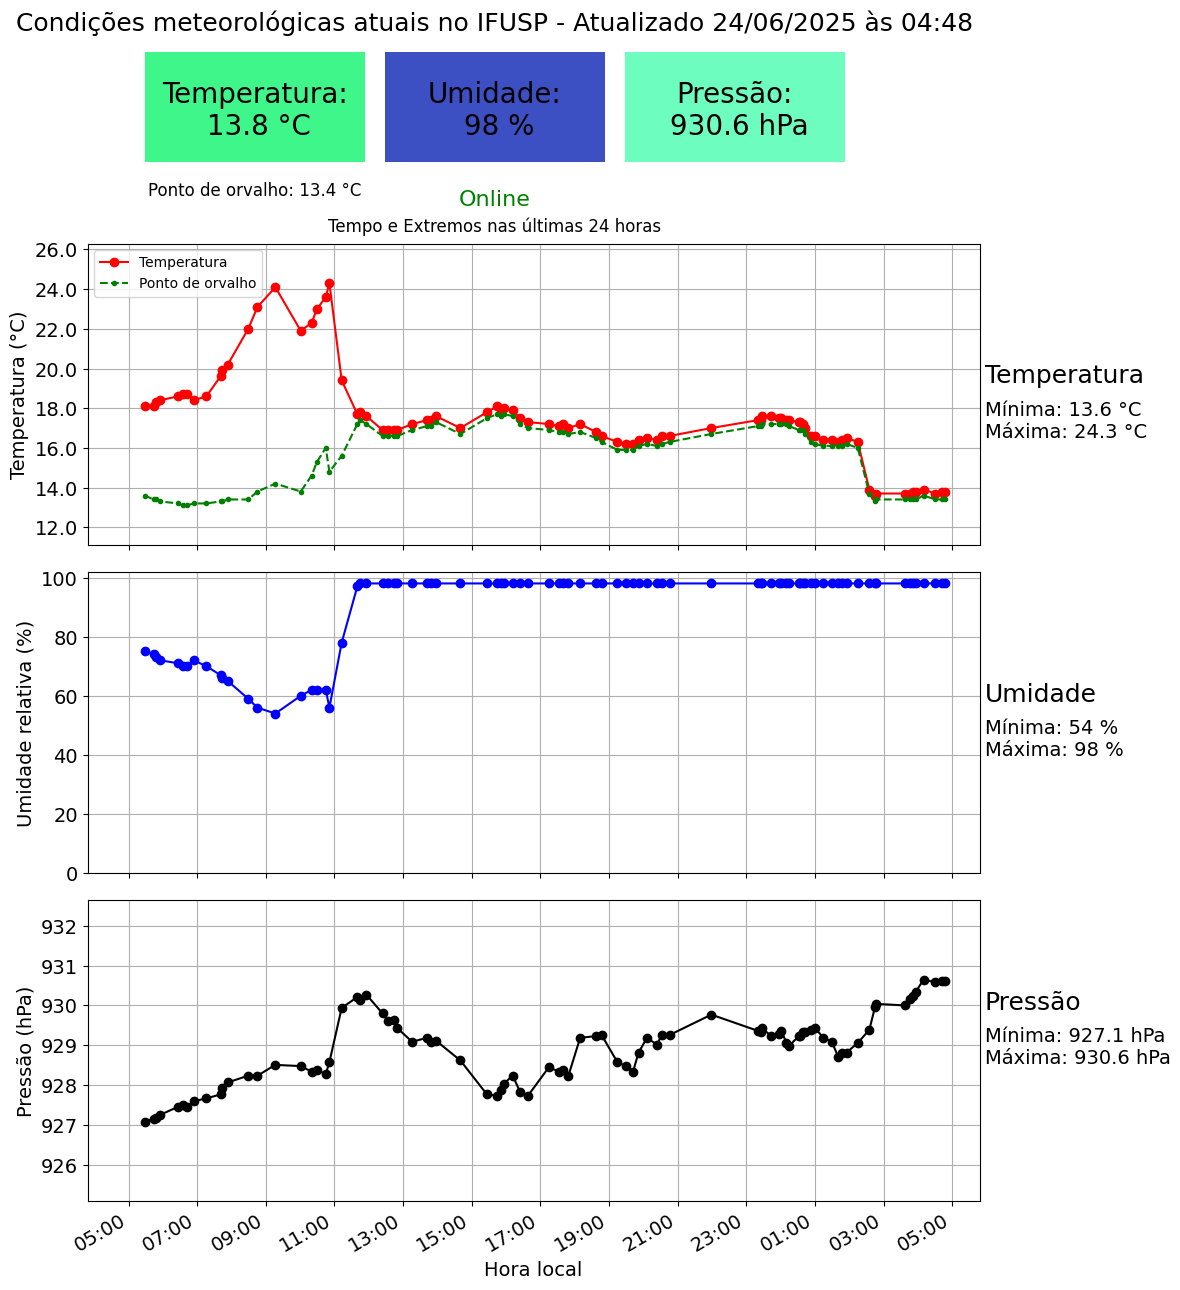 Condições meteorológicas atuais no IFUSP - Atualizado 24/06/2025 às 04:48
Temperatura:
13.8 °C
Umidade:
98 %
Pressão:
930.6 hPa
Ponto de orvalho: 13.4 °C
Online
Tempo e Extremos nas últimas 24 horas
Temperatura
Ponto de orvalho
Temperatura (°C)
26.0
24.0
22.0
20.0
18.0
16.0
14.0
12.0
Temperatura
Mínima: 13.6 °C
Máxima: 24.3 °C
Umidade relativa (%)
100
80
60
40
20
0
Umidade
Mínima: 54 %
Máxima: 98 %
Pressão (hPa)
932
931
930
929
928
927
926
Pressão
Mínima: 927.1 hPa
Máxima: 930.6 hPa
05:00
07:00
09:00
11:00
13:00
15:00
17:00
19:00
21:00
23:00
01:00
03:00
05:00
Hora local